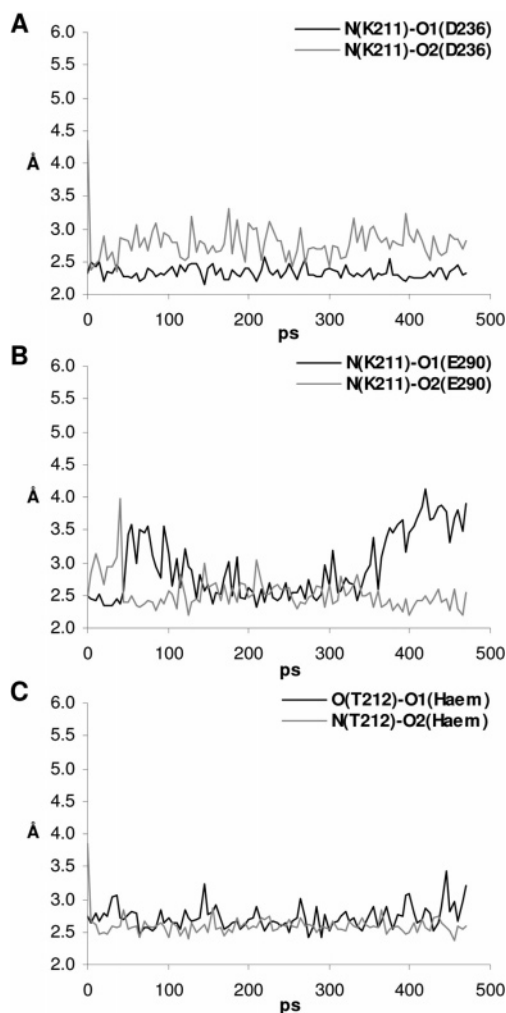 A
N(K211)-O1(D236)
N(K211)-O2(D236)
6.0
5.5
5.0
4.5
Å
4.0
3.5
3.0
2.5
2.0
0 100 200 300 400 500
ps
B
N(K211)-O1(E290)
N(K211)-O2(E290)
6.0
5.5
5.0
4.5
Å
4.0
3.5
3.0
2.5
2.0
0 100 200 300 400 500
ps
C
O(T212)-O1(Haem)
N(T212)-O2(Haem)
6.0
5.5
5.0
4.5
Å
4.0
3.5
3.0
2.5
2.0
0 100 200 300 400 500
ps